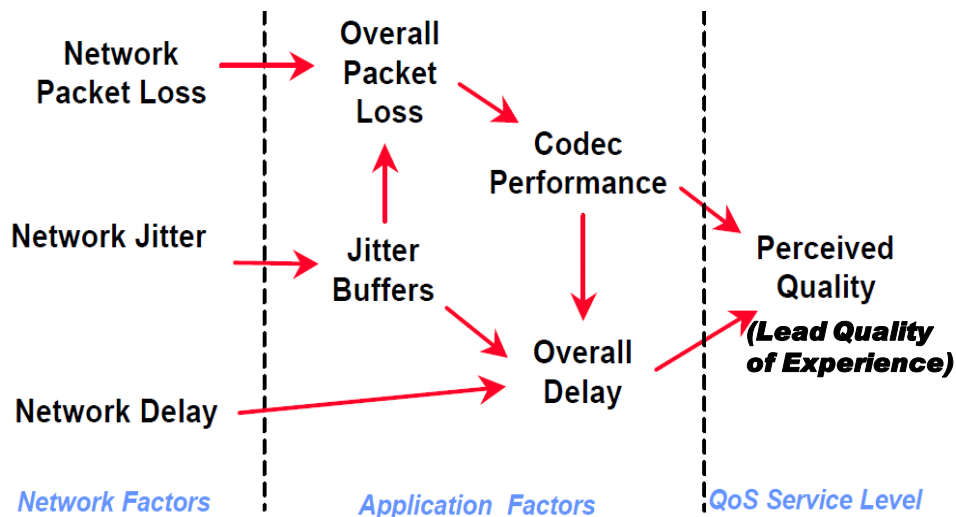 Network
Packet Loss
Overall
Packet
Loss
Codec
Performance
Network Jitter
Jitter
Buffers
Perceived
Quality
(Lead Quality
of Experience)
Overall
Delay
Network Delay
Network Factors
Application Factors
QoS Service Level